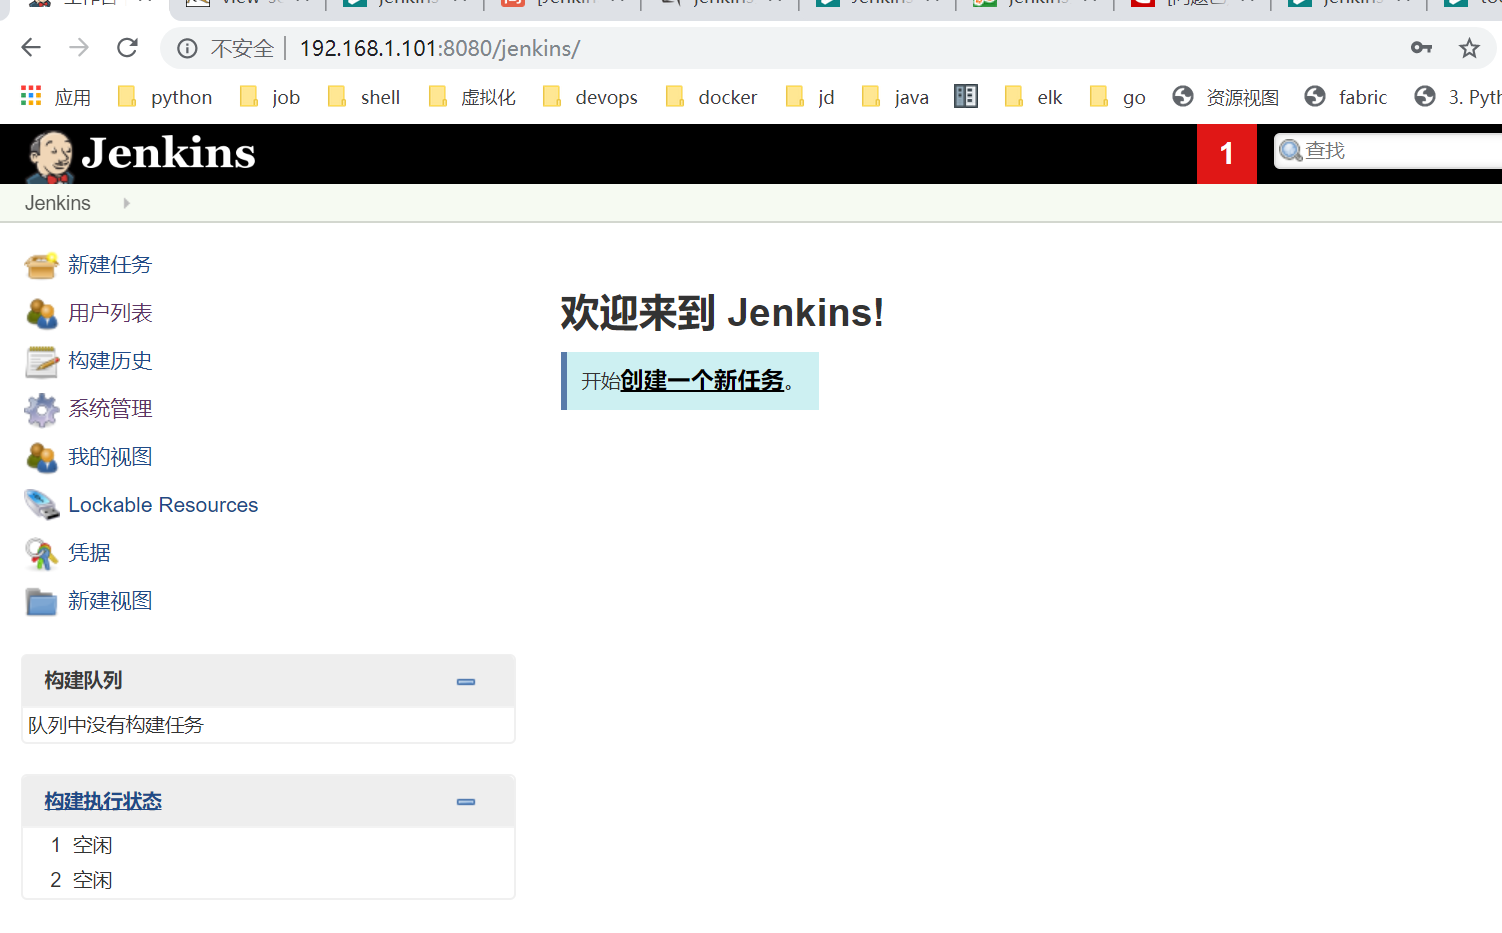 不安全 192.168.1.101:8080/jenkins/
应用 python job shell 虚拟化 devops docker jd java elk go 资源视图 fabric
Jenkins 1 查找
Jenkins
新建任务
用户列表
构建历史
系统管理
我的视图
Lockable Resources
凭据
新建视图
欢迎来到 Jenkins!
开始创建一个新任务。
构建队列
队列中没有构建任务
构建执行状态
1 空闲
2 空闲